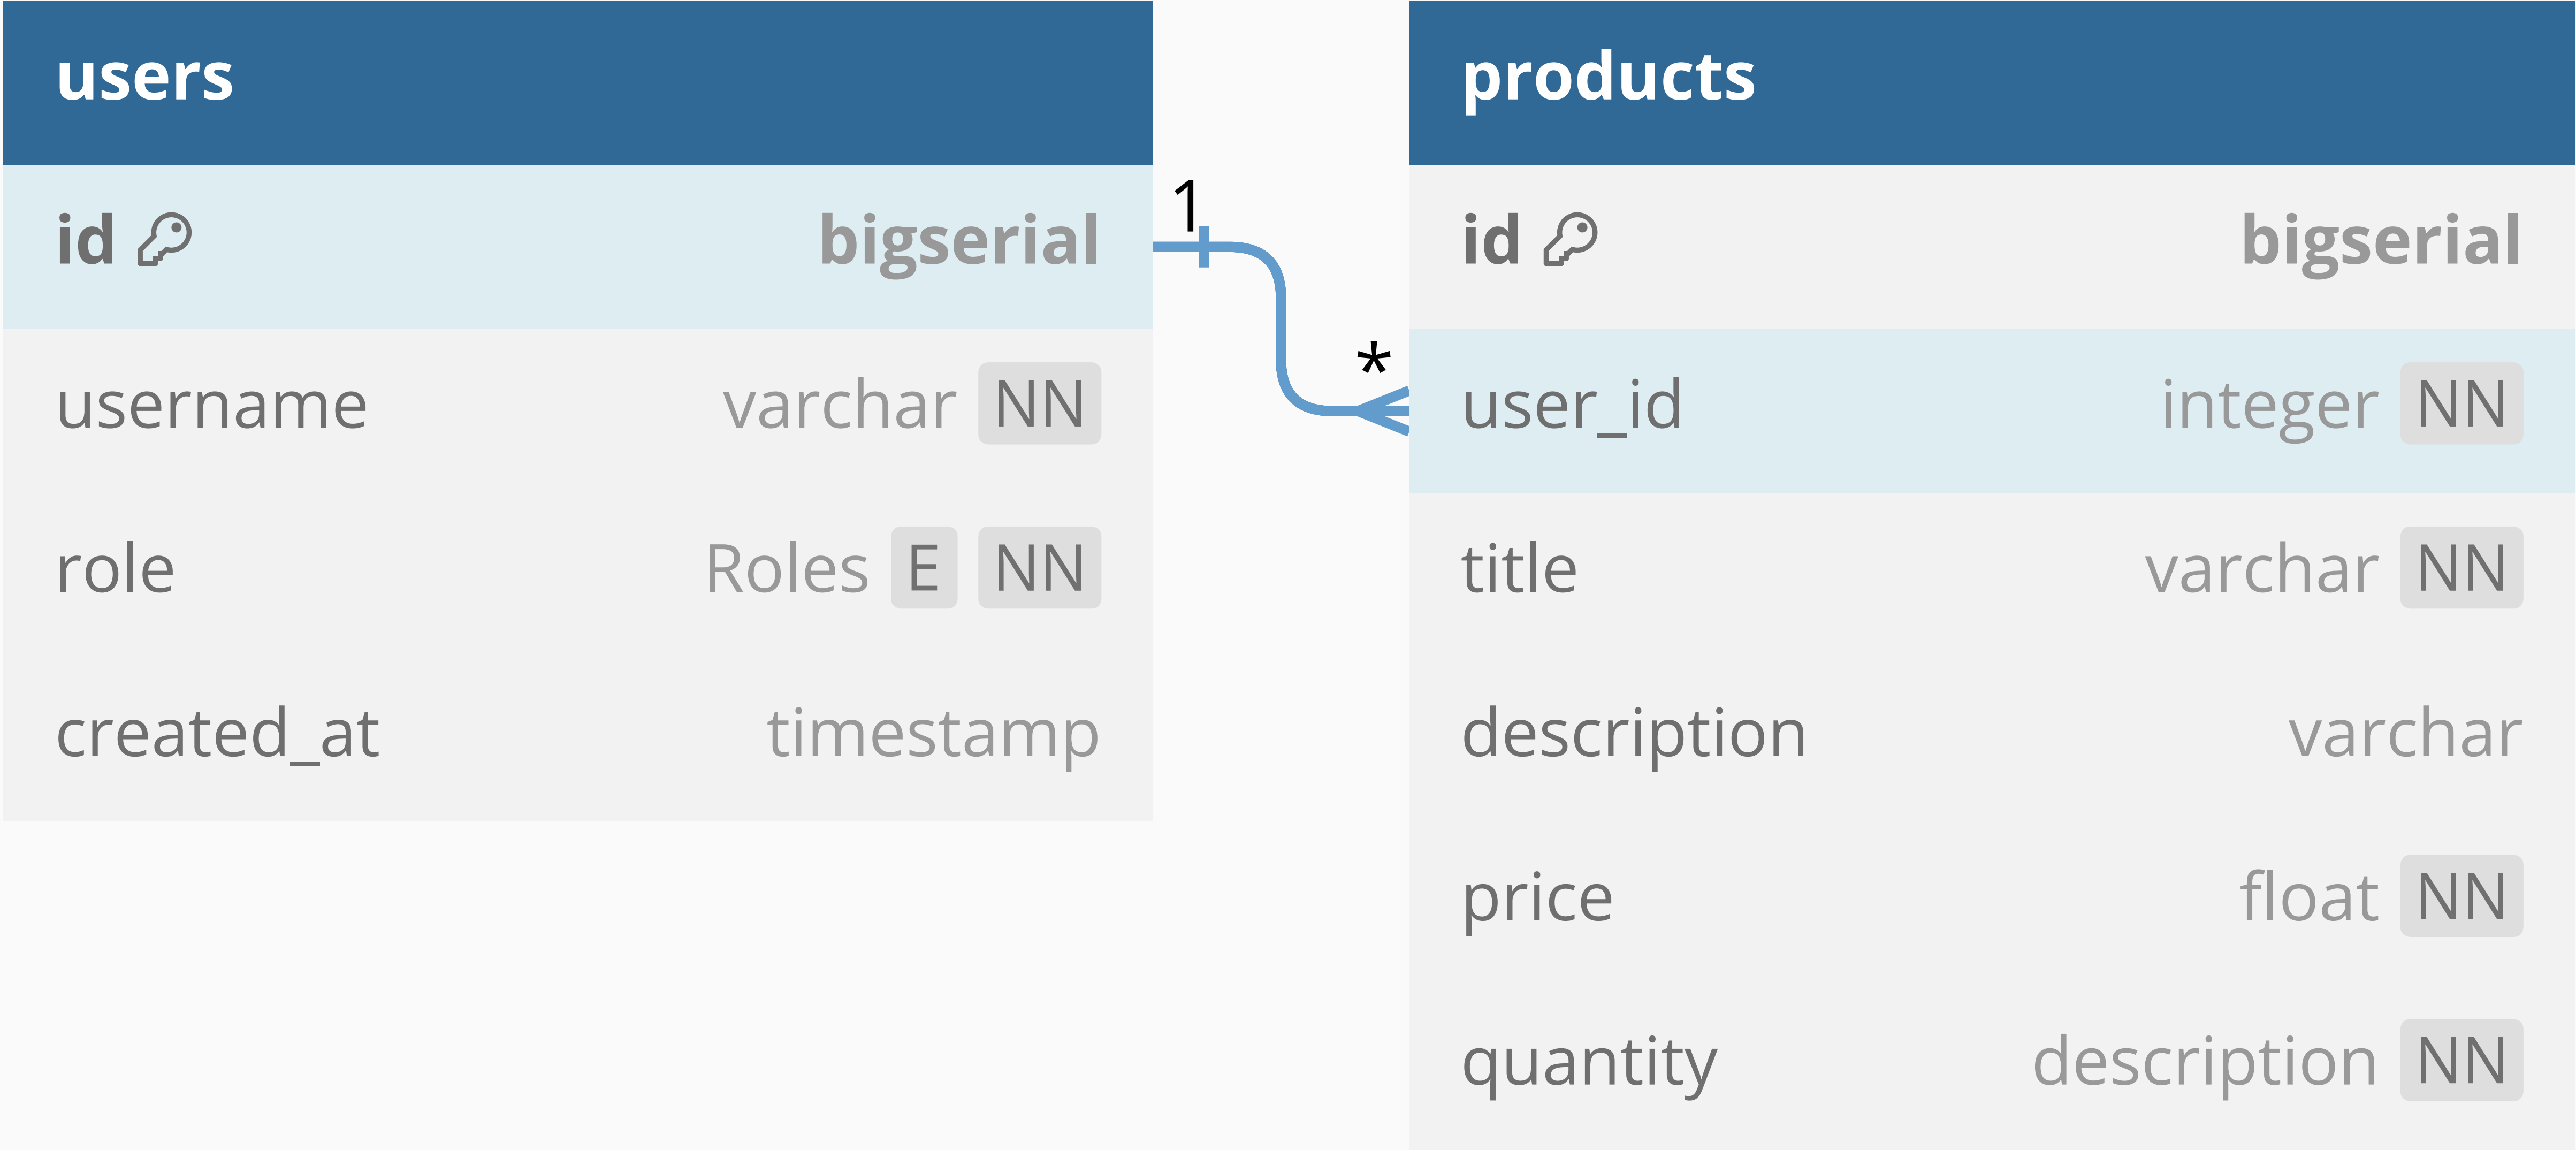 users
id bigserial
username varchar NN
role Roles E NN
created_at timestamp
1
*
products
id bigserial
user_id integer NN
title varchar NN
description varchar
price float NN
quantity description NN